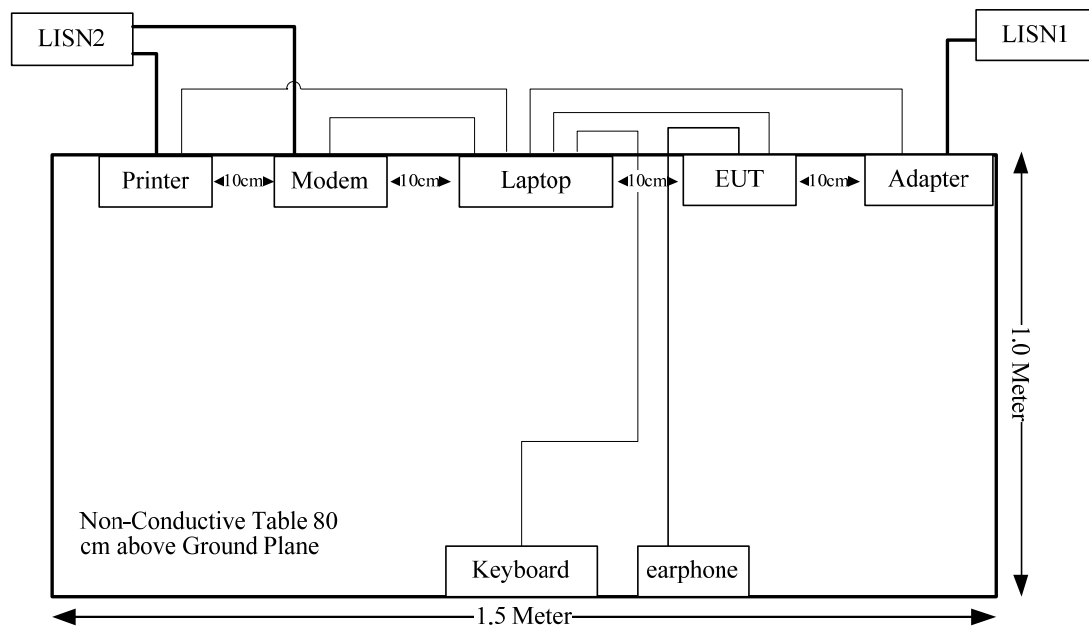 LISN2
LISN1
Printer
10cm
Modem
10cm
Laptop
10cm
EUT
10cm
Adapter
1.0 Meter
Non-Conductive Table 80
cm above Ground Plane
Keyboard
earphone
1.5 Meter